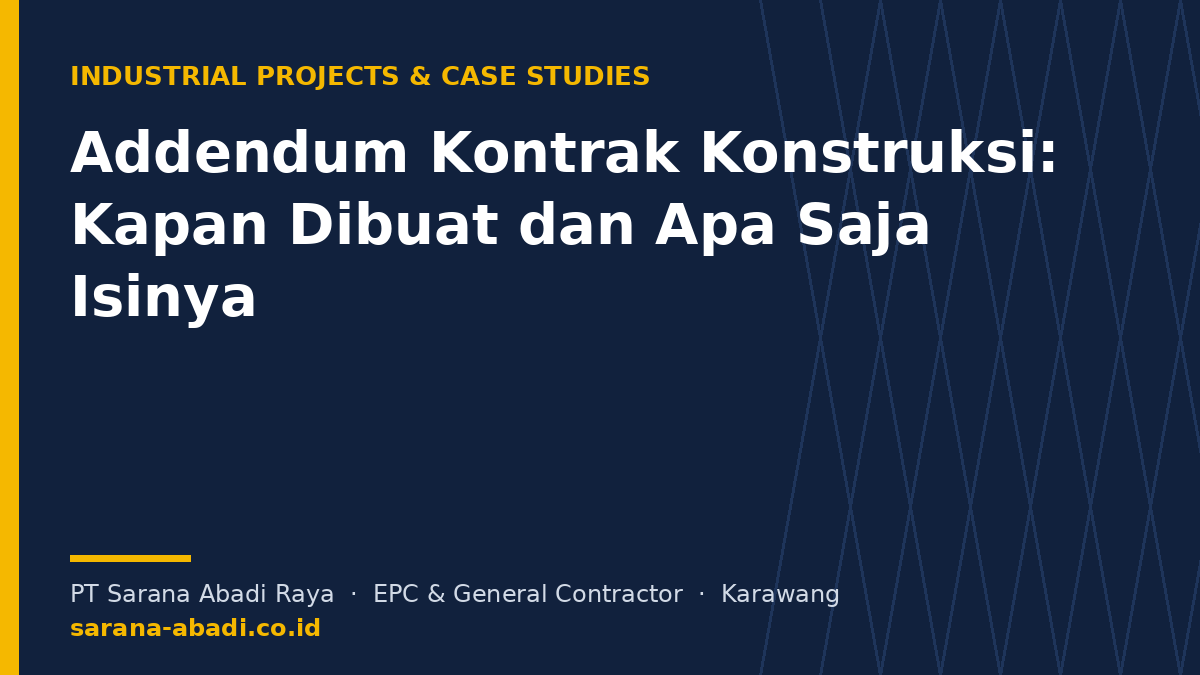 INDUSTRIAL PROJECTS & CASE STUDIES
Addendum Kontrak Konstruksi:
Kapan Dibuat dan Apa Saja
Isinya
PT Sarana Abadi Raya · EPC & General Contractor · Karawang
sarana-abadi.co.id